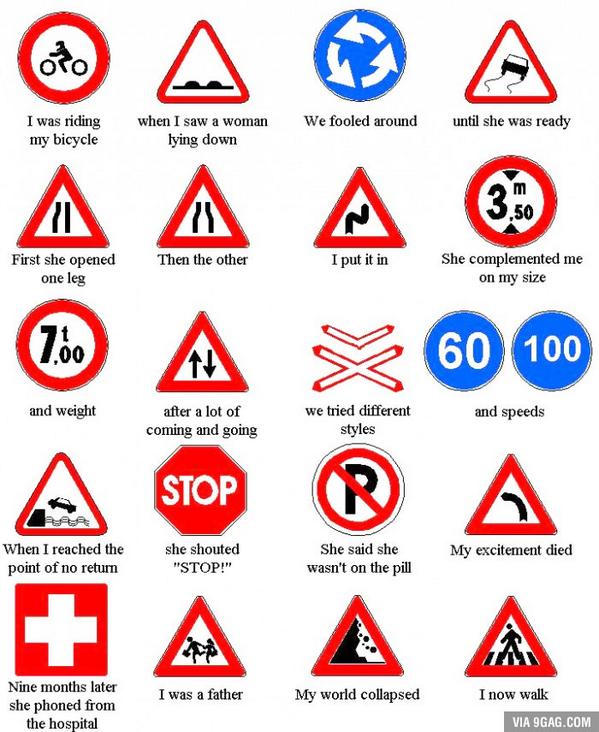 I was riding
my bicycle
when I saw a woman
lying down
We fooled around
until she was ready
First she opened
one leg
Then the other
I put it in
3 m ,50
She complemented me
on my size
7 t ,00
and weight
after a lot of
coming and going
we tried different
styles
60
100
and speeds
When I reached the
point of no return
STOP
she shouted
"STOP!"
P
She said she
wasn't on the pill
My excitement died
Nine months later
she phoned from
the hospital
I was a father
My world collapsed
I now walk
VIA 9GAG.COM